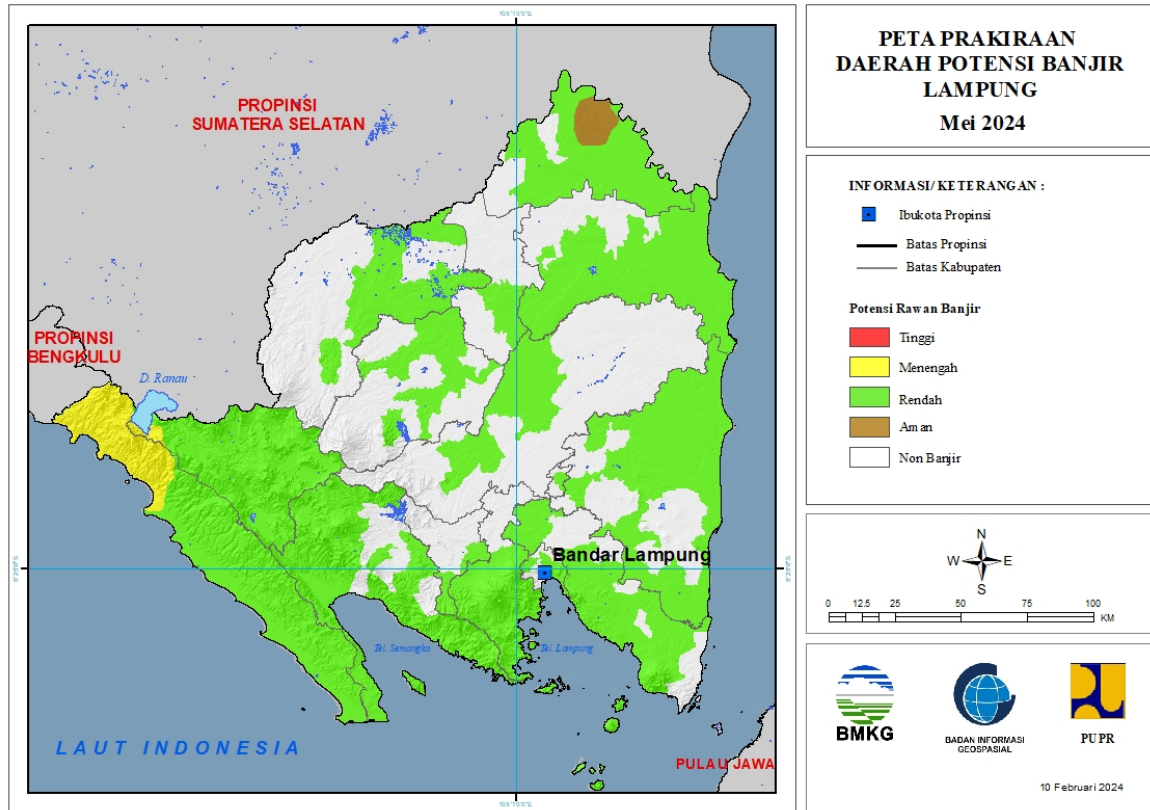 PETA PRAKIRAAN
DAERAH POTENSI BANJIR
LAMPUNG
Mei 2024
INFORMASI/ KETERANGAN :
Ibukota Propinsi
Batas Propinsi
Batas Kabupaten
Potensi Rawan Banjir
Tinggi
Menengah
Rendah
Aman
Non Banjir
N
W E
S
0 12.5 25 50 75 100
KM
BMKG
BADAN INFORMASI
GEOSPASIAL
PUPR
10 Februari 2024
PROPINSI
SUMATERA SELATAN
PROPINSI
BENGKULU
D. Ranau
Bandar Lampung
Tel. Semangka
Tel. Lampung
LAUT INDONESIA
PULAU JAWA